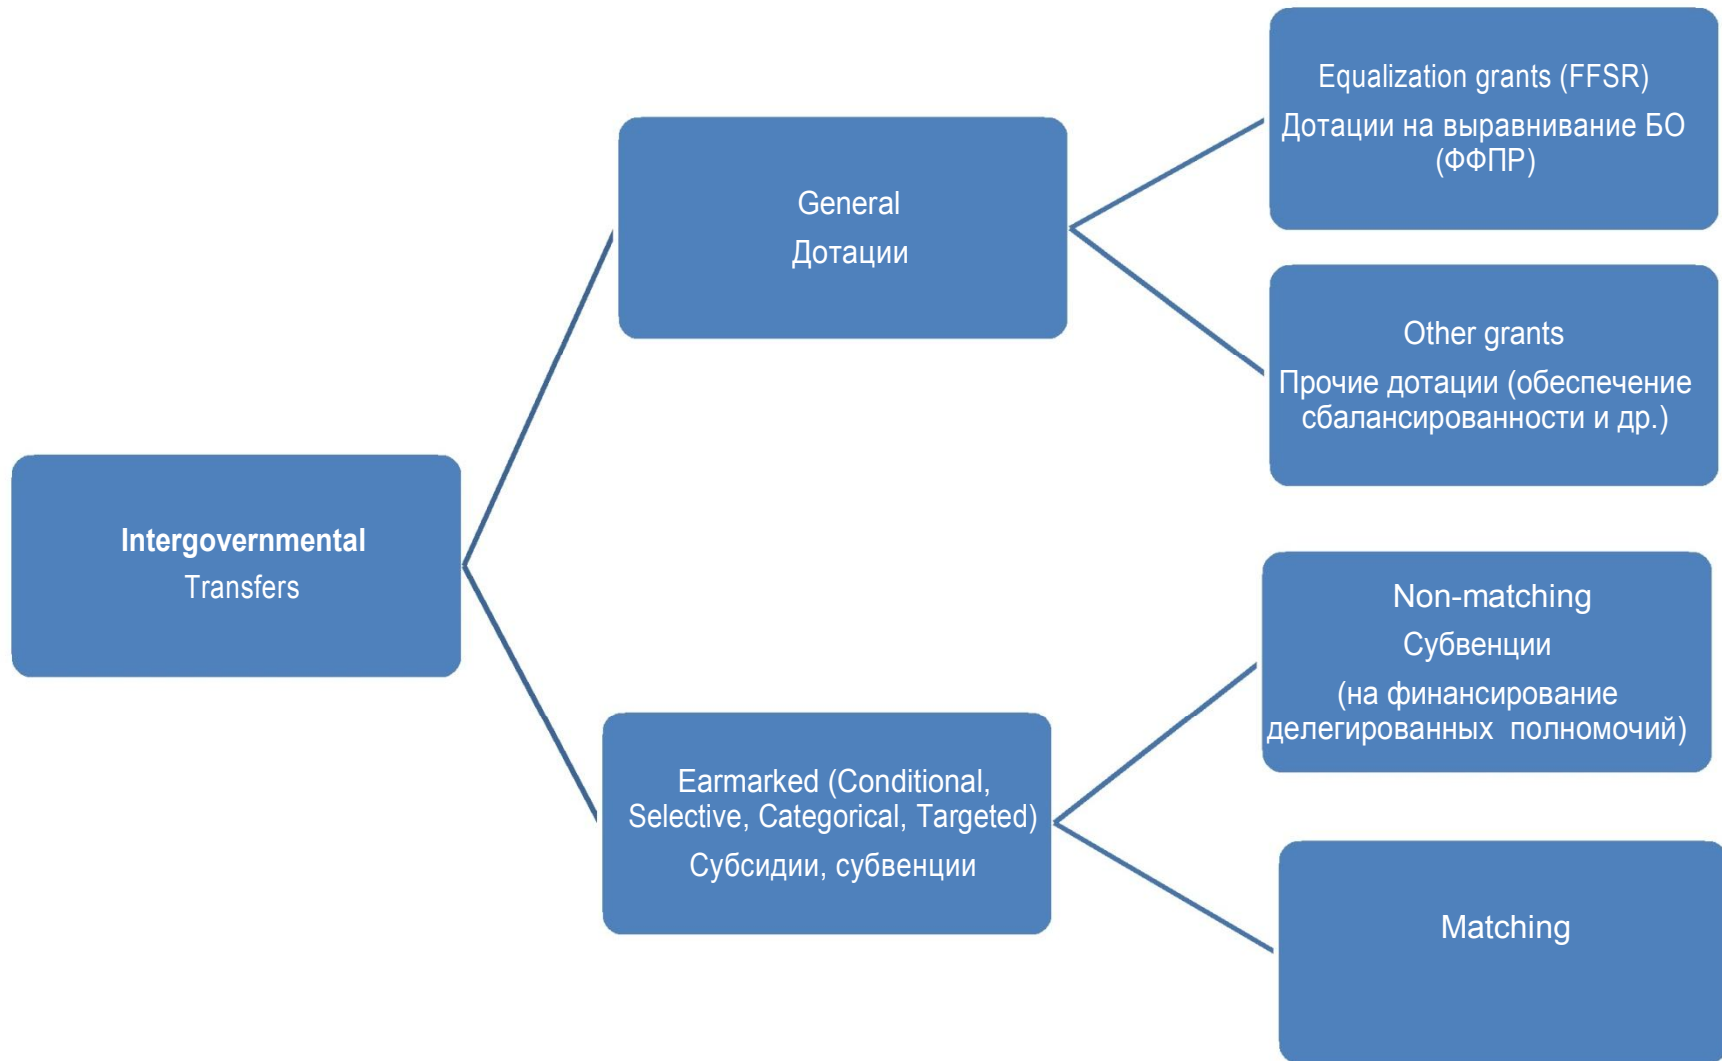 Intergovernmental
Transfers
General
Дотации
Earmarked (Conditional,
Selective, Categorical, Targeted)
Субсидии, субвенции
Equalization grants (FFSR)
Дотации на выравнивание БО
(ФФПР)
Other grants
Прочие дотации (обеспечение
сбалансированности и др.)
Non-matching
Субвенции
(на финансирование
делегированных полномочий)
Matching